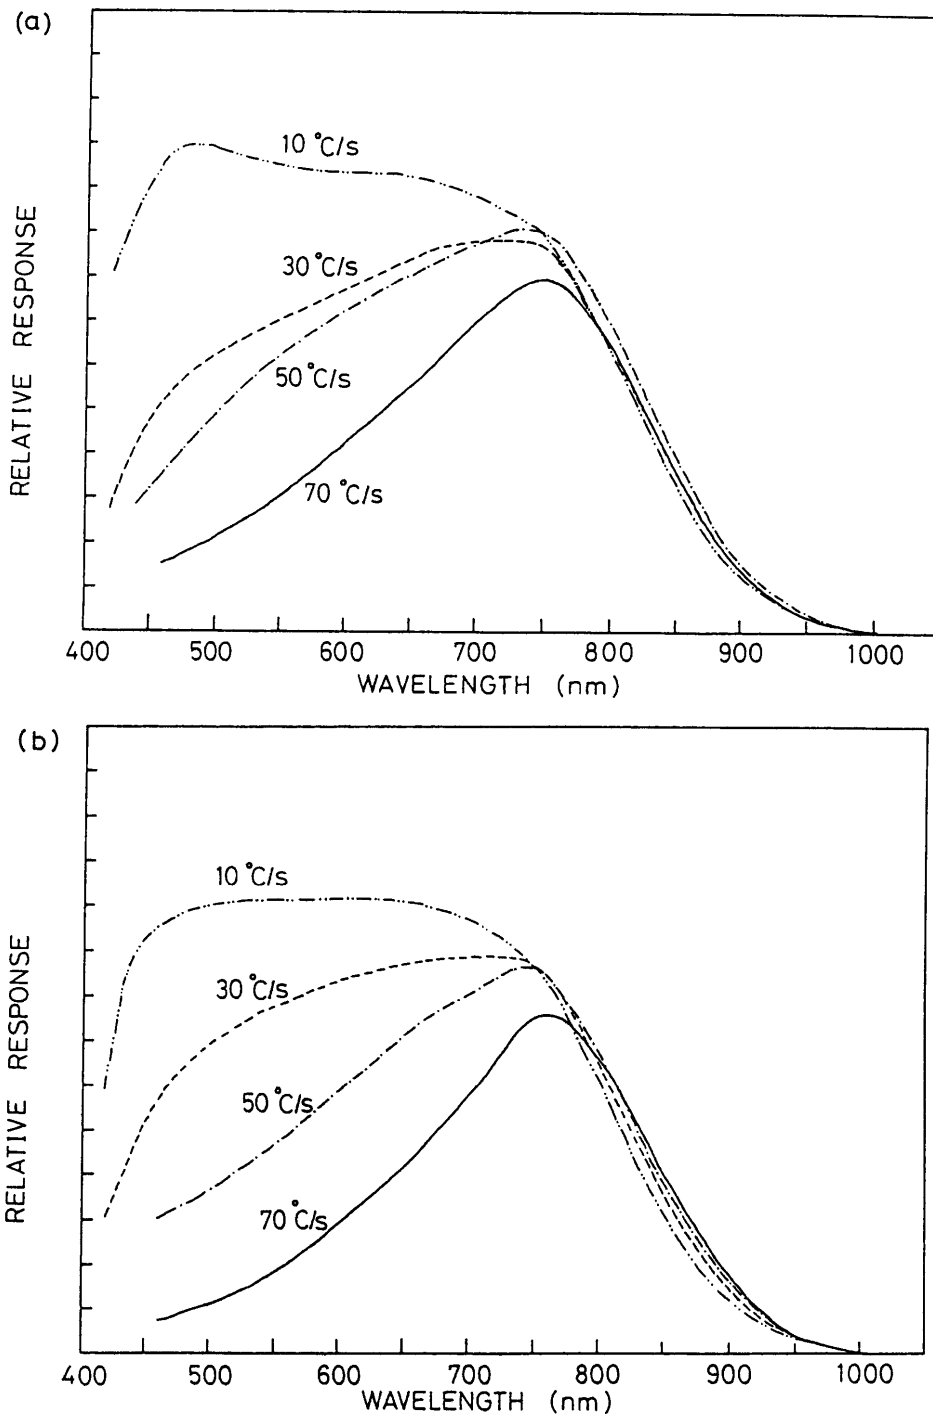 (a)
RELATIVE RESPONSE
10 °C/s
30 °C/s
50 °C/s
70 °C/s
400 500 600 700 800 900 1000
WAVELENGTH (nm)
(b)
RELATIVE RESPONSE
10 °C/s
30 °C/s
50 °C/s
70 °C/s
400 500 600 700 800 900 1000
WAVELENGTH (nm)